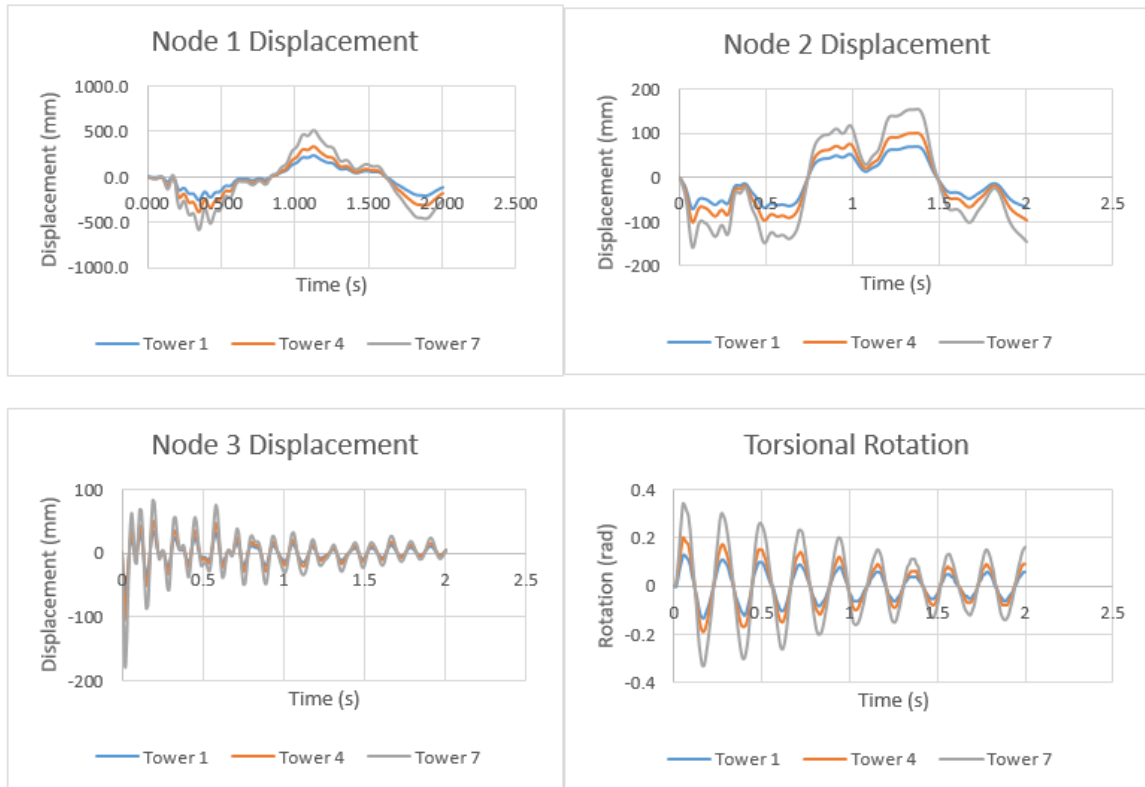 Node 1 Displacement
1000.0
500.0
0.0
-500.0
-1000.0
0.000 0.500 1.000 1.500 2.000 2.500
Displacement (mm)
Time (s)
Tower 1 Tower 4 Tower 7
Node 2 Displacement
200
100
0
-100
-200
0 0.5 1 1.5 2 2.5
Displacement (mm)
Time (s)
Tower 1 Tower 4 Tower 7
Node 3 Displacement
100
0
-100
-200
0 0.5 1 1.5 2 2.5
Displacement (mm)
Time (s)
Tower 1 Tower 4 Tower 7
Torsional Rotation
0.4
0.2
0
-0.2
-0.4
0 0.5 1 1.5 2 2.5
Rotation (rad)
Time (s)
Tower 1 Tower 4 Tower 7